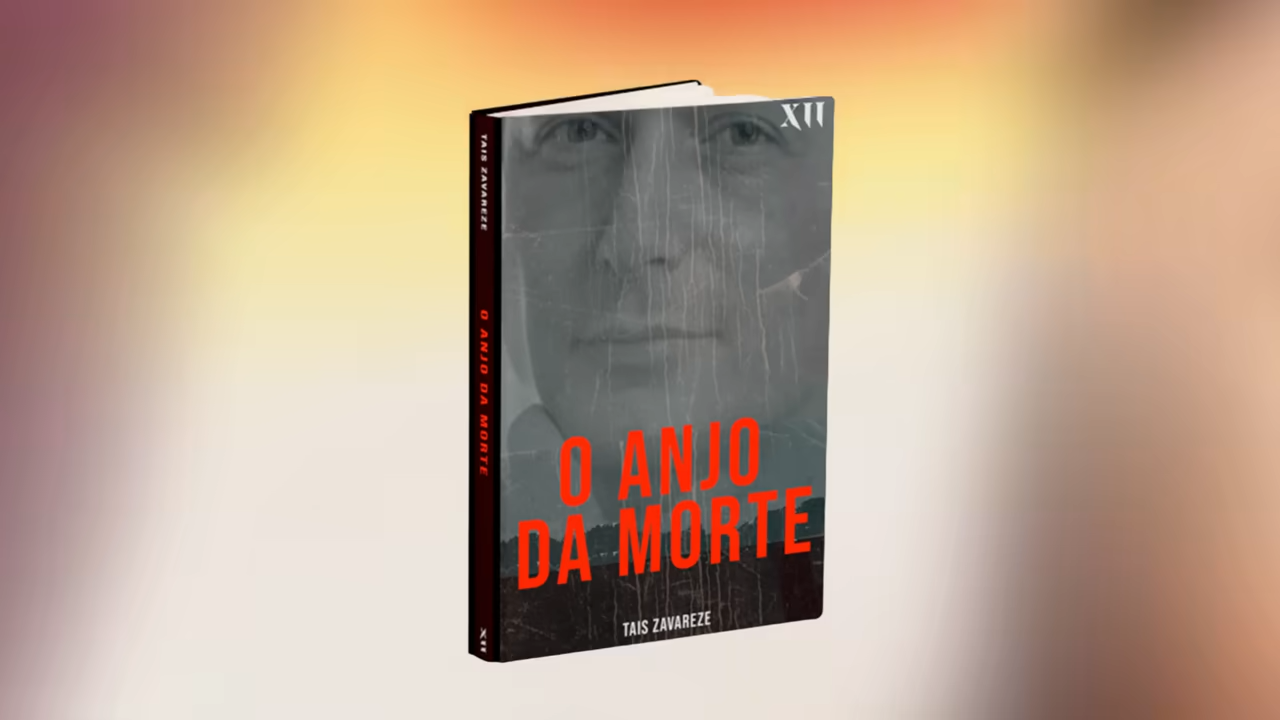 XII
O ANJO
DA MORTE
TAIS ZAVAREZE
TAIS ZAVAREZE
O ANJO DA MORTE
XII